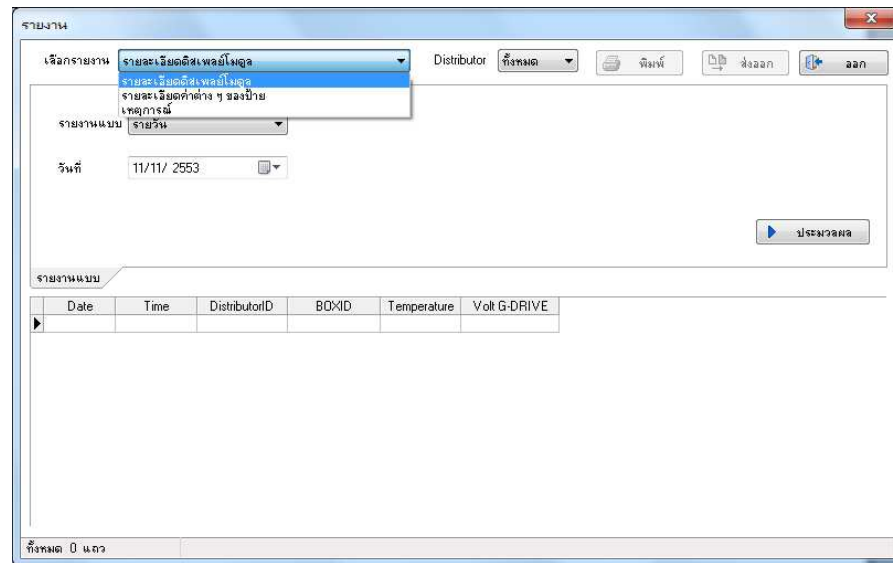 รายงาน
เลือกรายงาน รายละเอียดดิสเพลย์โมดูล Distributor ทั้งหมด พิมพ์ ส่งออก ออก
รายละเอียดดิสเพลย์โมดูล
รายละเอียดค่าต่าง ๆ ของป้าย
เหตุการณ์
รายงานแบบ รายวัน
วันที่ 11/11/ 2553
ประมวลผล
รายงานแบบ
Date Time DistributorID BOXID Temperature Volt G-DRIVE
ทั้งหมด 0 แถว